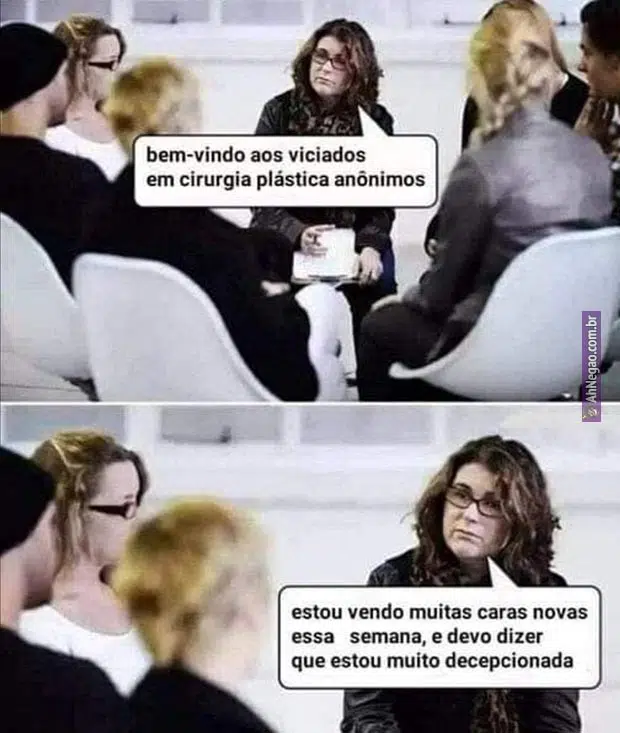 bem-vindo aos viciados
em cirurgia plástica anônimos
AhNegao.com.br
estou vendo muitas caras novas
essa semana, e devo dizer
que estou muito decepcionada